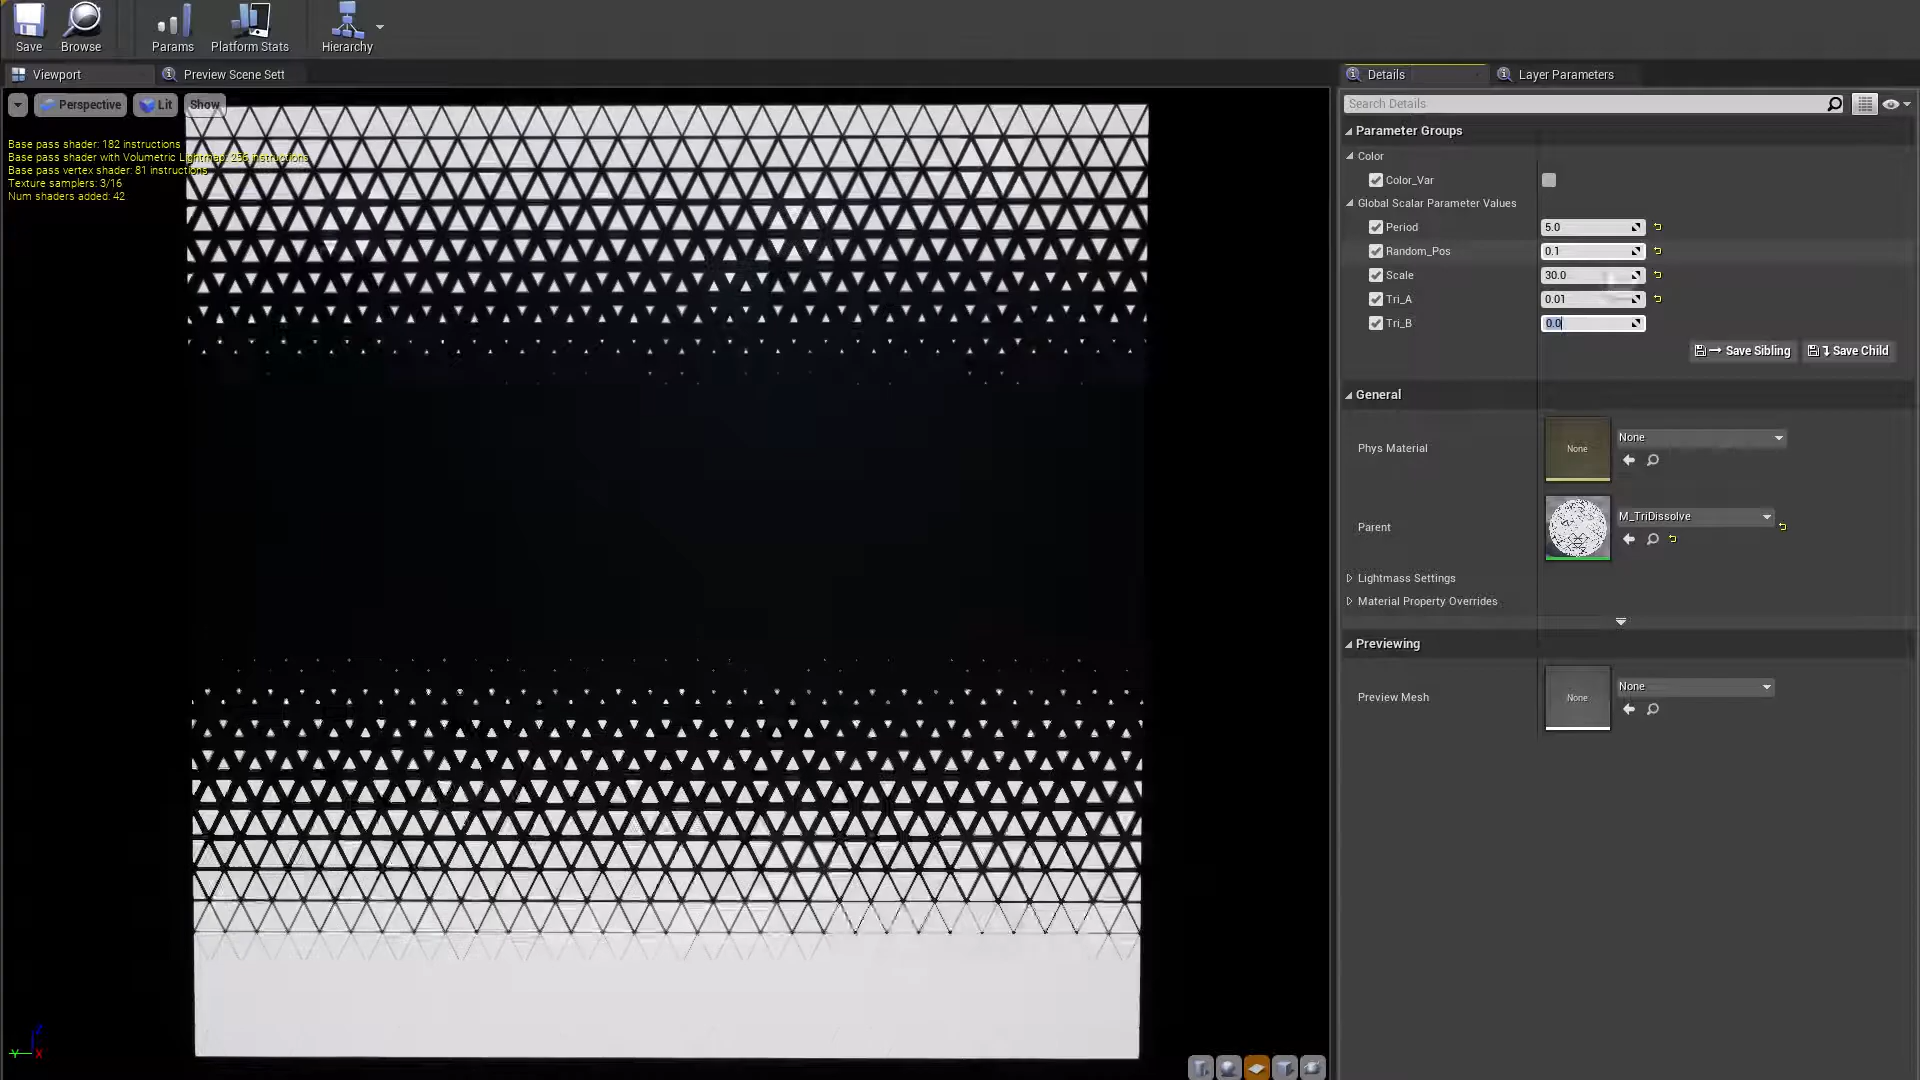 Save
Browse
Params
Platform Stats
Hierarchy
Viewport
Preview Scene Sett
Details
Layer Parameters
Perspective
Lit
Show
Search Details
Base pass shader: 182 instructions
Base pass shader with Volumetric Lightmap: 256 instructions
Base pass vertex shader: 81 instructions
Texture samplers: 3/16
Num shaders added: 42
Parameter Groups
Color
Color_Var
Global Scalar Parameter Values
Period
5.0
Random_Pos
0.1
Scale
30.0
Tri_A
0.01
Tri_B
0.0
Save Sibling
Save Child
General
Phys Material
None
None
Parent
M_TriDissolve
Lightmass Settings
Material Property Overrides
Previewing
Preview Mesh
None
None
Z
Y
X